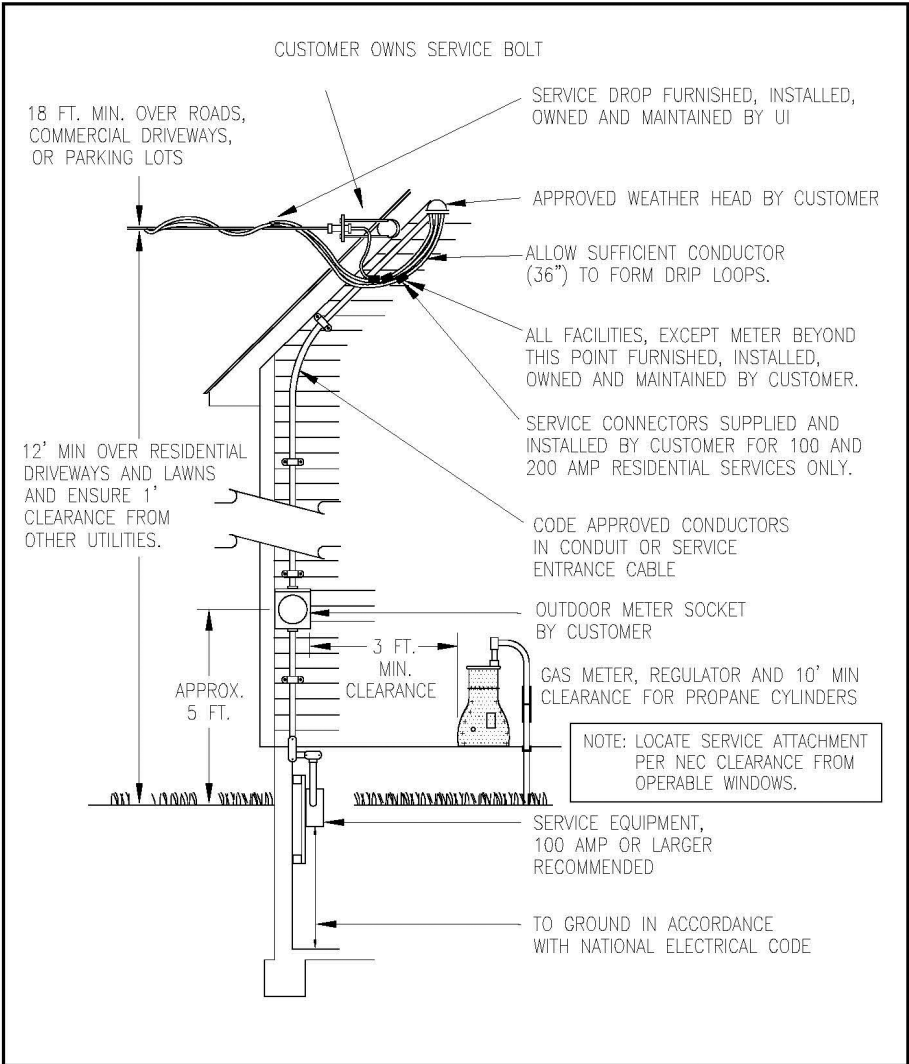 CUSTOMER OWNS SERVICE BOLT
18 FT. MIN. OVER ROADS,
COMMERCIAL DRIVEWAYS,
OR PARKING LOTS
SERVICE DROP FURNISHED, INSTALLED,
OWNED AND MAINTAINED BY UI
APPROVED WEATHER HEAD BY CUSTOMER
ALLOW SUFFICIENT CONDUCTOR
(36") TO FORM DRIP LOOPS.
ALL FACILITIES, EXCEPT METER BEYOND
THIS POINT FURNISHED, INSTALLED,
OWNED AND MAINTAINED BY CUSTOMER.
SERVICE CONNECTORS SUPPLIED AND
INSTALLED BY CUSTOMER FOR 100 AND
200 AMP RESIDENTIAL SERVICES ONLY.
12' MIN OVER RESIDENTIAL
DRIVEWAYS AND LAWNS
AND ENSURE 1'
CLEARANCE FROM
OTHER UTILITIES.
CODE APPROVED CONDUCTORS
IN CONDUIT OR SERVICE
ENTRANCE CABLE
OUTDOOR METER SOCKET
BY CUSTOMER
3 FT.
MIN.
CLEARANCE
APPROX.
5 FT.
GAS METER, REGULATOR AND 10' MIN
CLEARANCE FOR PROPANE CYLINDERS
NOTE: LOCATE SERVICE ATTACHMENT
PER NEC CLEARANCE FROM
OPERABLE WINDOWS.
SERVICE EQUIPMENT,
100 AMP OR LARGER
RECOMMENDED
TO GROUND IN ACCORDANCE
WITH NATIONAL ELECTRICAL CODE